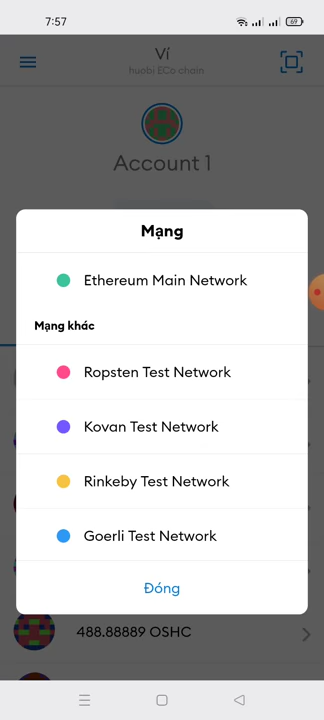 7:57
69
Ví
huobi ECo chain
Account 1
Mạng
Ethereum Main Network
Mạng khác
Ropsten Test Network
Kovan Test Network
Rinkeby Test Network
Goerli Test Network
Đóng
488.88889 OSHC